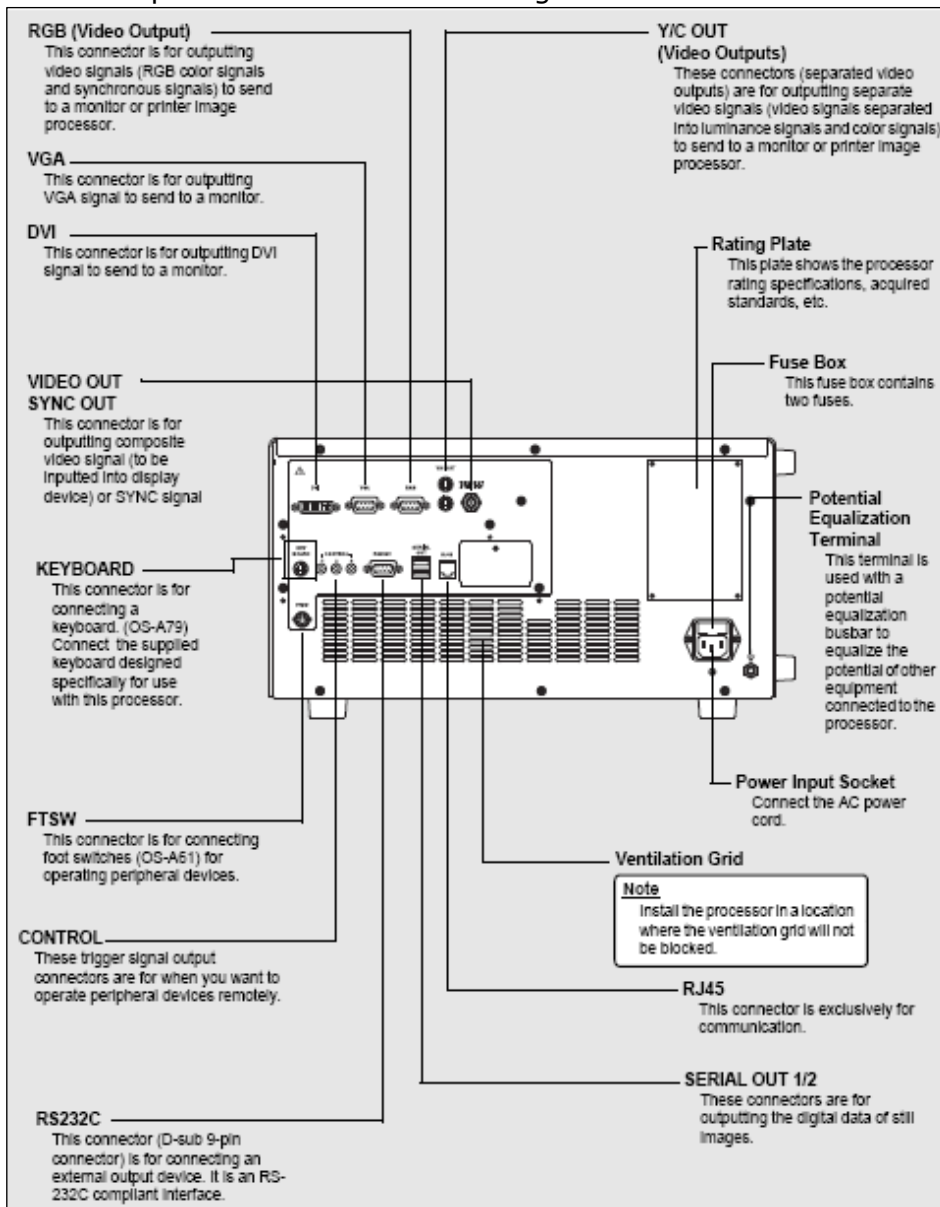 RGB (Video Output)
This connector is for outputting
video signals (RGB color signals
and synchronous signals) to send
to a monitor or printer image
processor.
VGA
This connector is for outputting
VGA signal to send to a monitor.
DVI
This connector is for outputting DVI
signal to send to a monitor.
VIDEO OUT
SYNC OUT
This connector is for
outputting composite
video signal (to be
inputted into display
device) or SYNC signal
KEYBOARD
This connector is for
connecting a
keyboard. (OS-A79)
Connect the supplied
keyboard designed
specifically for use
with this processor.
FTSW
This connector is for connecting
foot switches (OS-A61) for
operating peripheral devices.
CONTROL
These trigger signal output
connectors are for when you want to
operate peripheral devices remotely.
RS232C
This connector (D-sub 9-pin
connector) is for connecting an
external output device. It is an RS-
232C compliant interface.
Y/C OUT
(Video Outputs)
These connectors (separated video
outputs) are for outputting separate
video signals (video signals separated
into luminance signals and color signals)
to send to a monitor or printer image
processor.
Rating Plate
This plate shows the processor
rating specifications, acquired
standards, etc.
Fuse Box
This fuse box contains
two fuses.
Potential
Equalization
Terminal
This terminal is
used with a
potential
equalization
busbar to
equalize the
potential of other
equipment
connected to the
processor.
Power Input Socket
Connect the AC power
cord.
Ventilation Grid
Note
Install the processor in a location
where the ventilation grid will not
be blocked.
RJ45
This connector is exclusively for
communication.
SERIAL OUT 1/2
These connectors are for
outputting the digital data of still
images.